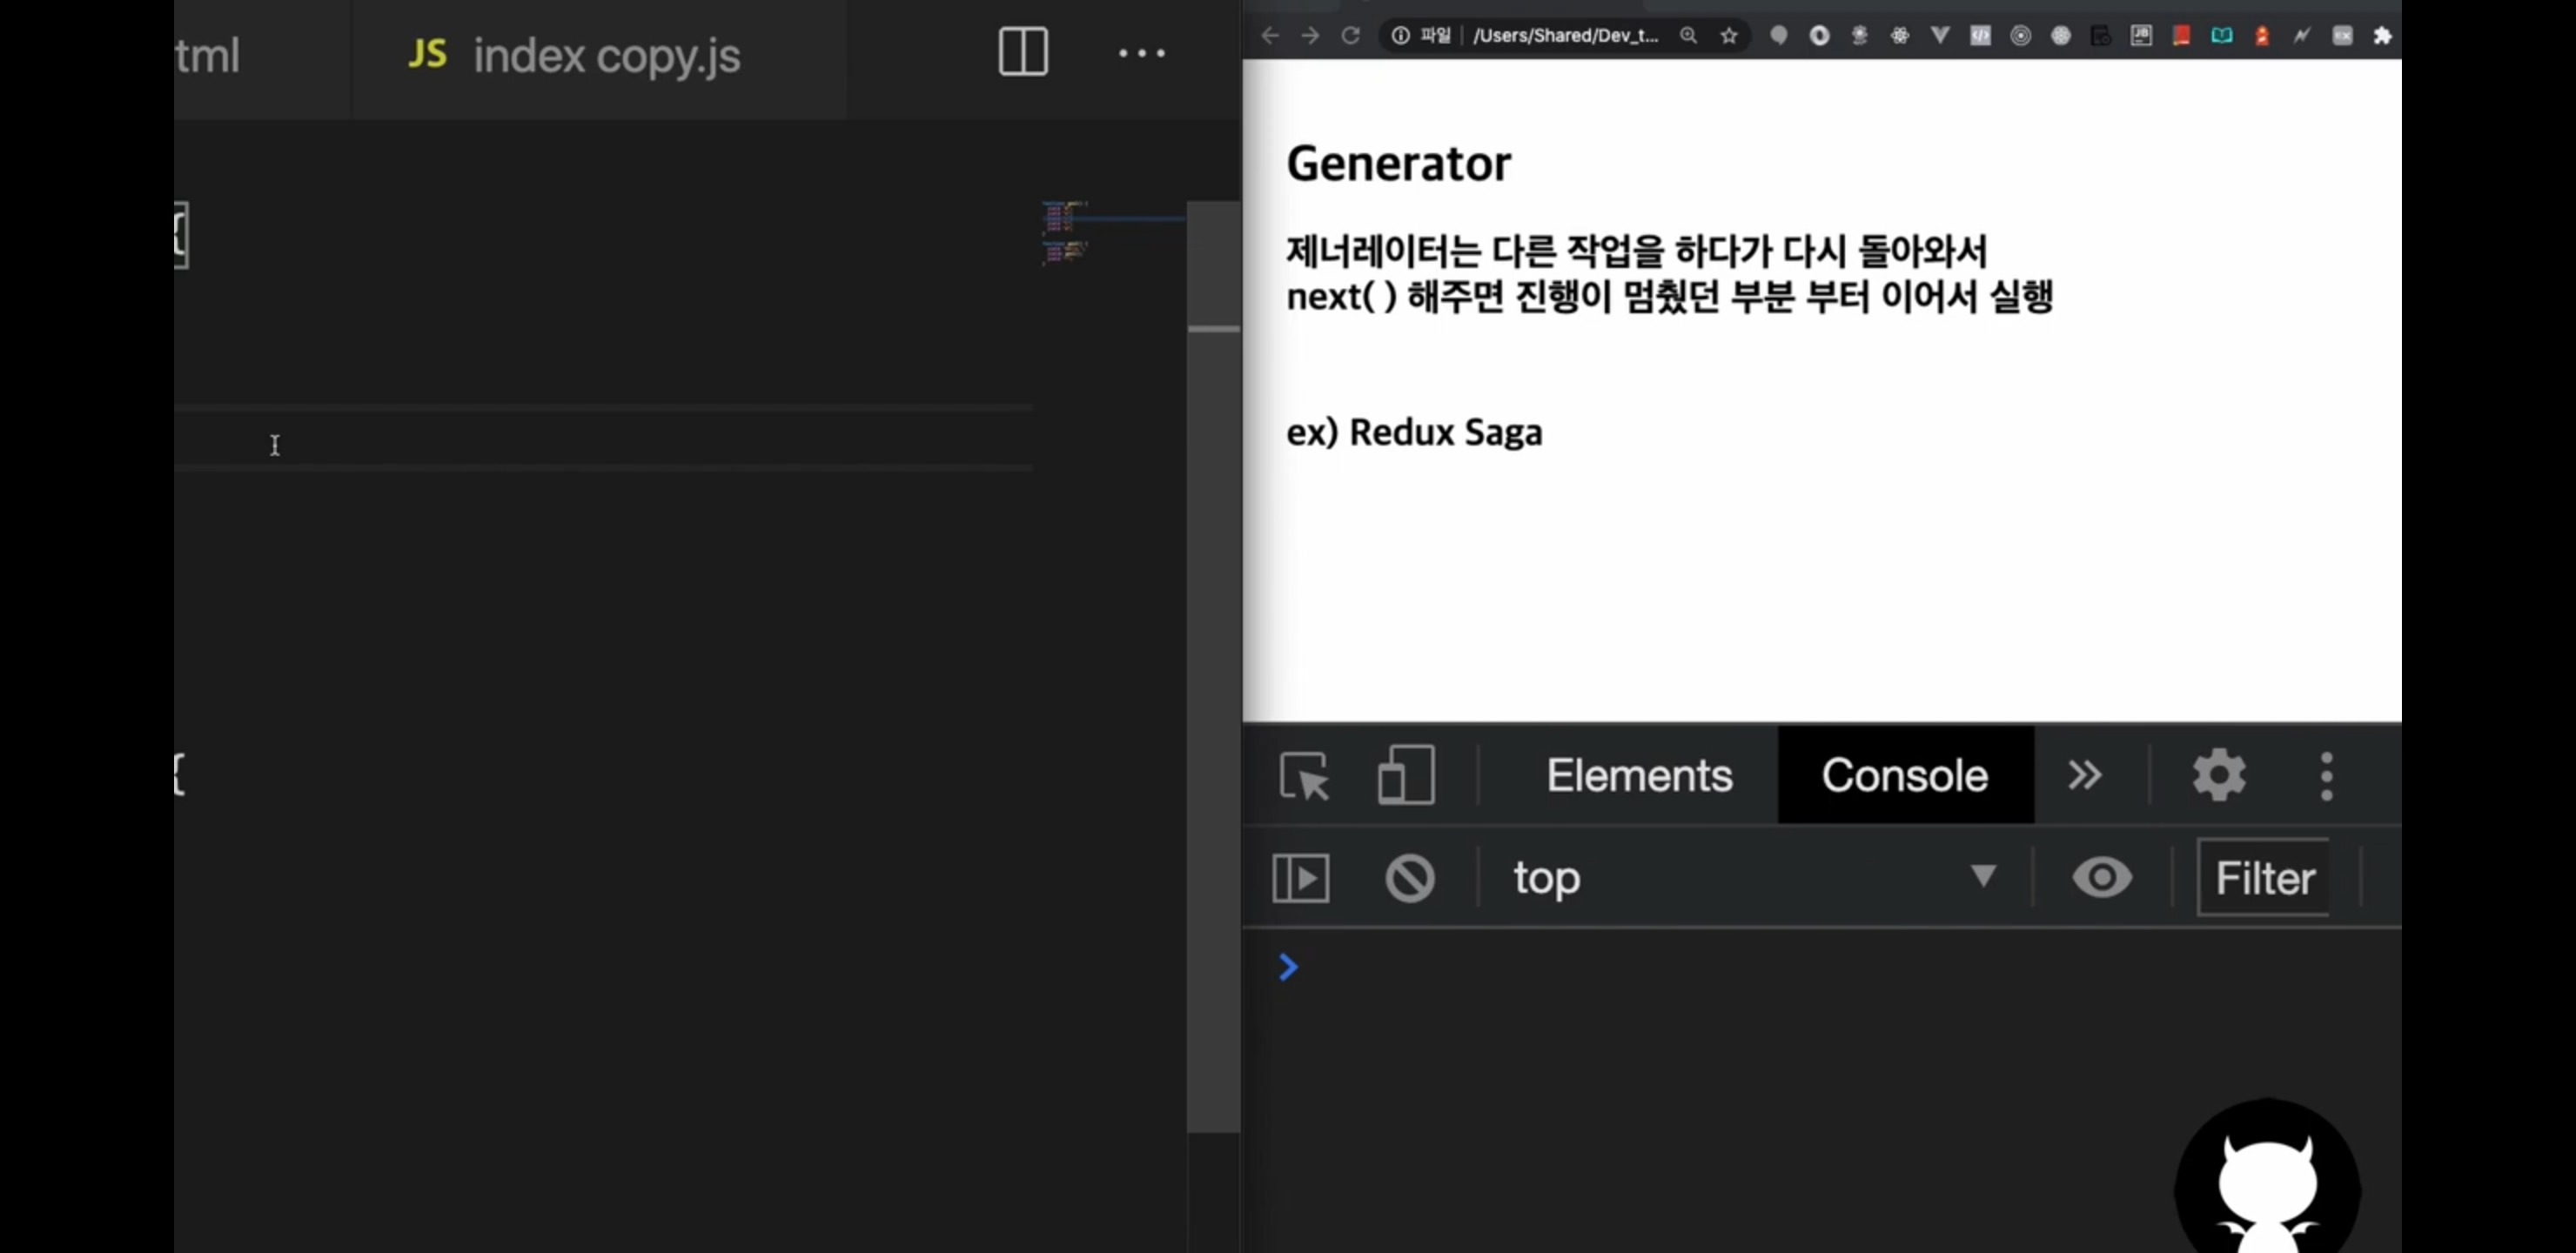 tml
JS index copy.js
{
{
파일 /Users/Shared/Dev_t...
Generator
제너레이터는 다른 작업을 하다가 다시 돌아와서
next( ) 해주면 진행이 멈췄던 부분 부터 이어서 실행
ex) Redux Saga
Elements Console
top Filter